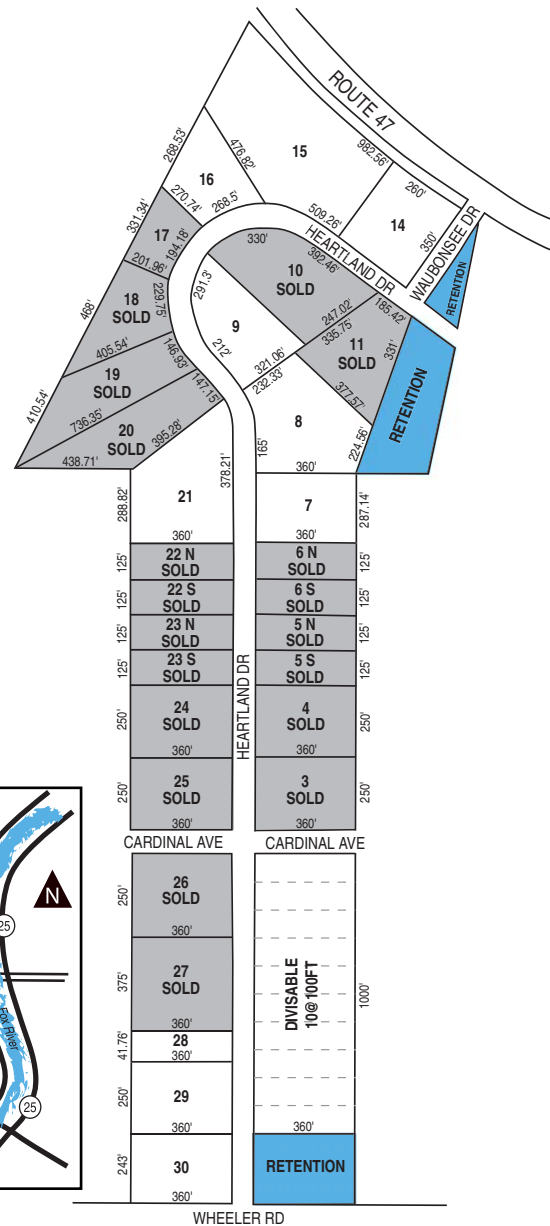 ROUTE 47
268.53'
476.82'
15
982.56'
16
260'
270.74'
268.5'
509.26'
14
350'
WAUBONSEE DR
HEARTLAND DR
331.34'
17
194.18'
330'
392.46'
RETENTION
201.96'
10
SOLD
291.3'
185.42'
468'
18
SOLD
229.75'
247.02'
335.75'
9
11
SOLD
331'
405.54'
146.93'
212'
321.06'
232.33'
377.57'
RETENTION
19
SOLD
147.15'
410.54'
736.35'
20
SOLD
395.28'
8
224.56'
438.71'
378.21'
165'
360'
288.82'
21
360'
7
360'
287.14'
125'
22 N
SOLD
6 N
SOLD
125'
125'
22 S
SOLD
6 S
SOLD
125'
125'
23 N
SOLD
5 N
SOLD
125'
125'
23 S
SOLD
5 S
SOLD
125'
HEARTLAND DR
250'
24
SOLD
360'
4
SOLD
360'
250'
250'
25
SOLD
360'
3
SOLD
360'
250'
CARDINAL AVE
CARDINAL AVE
250'
26
SOLD
360'
375'
27
SOLD
360'
DIVISABLE
10@100FT
1000'
360'
41.76'
28
360'
250'
29
360'
243'
30
360'
RETENTION
WHEELER RD
N
25
Fox River
25